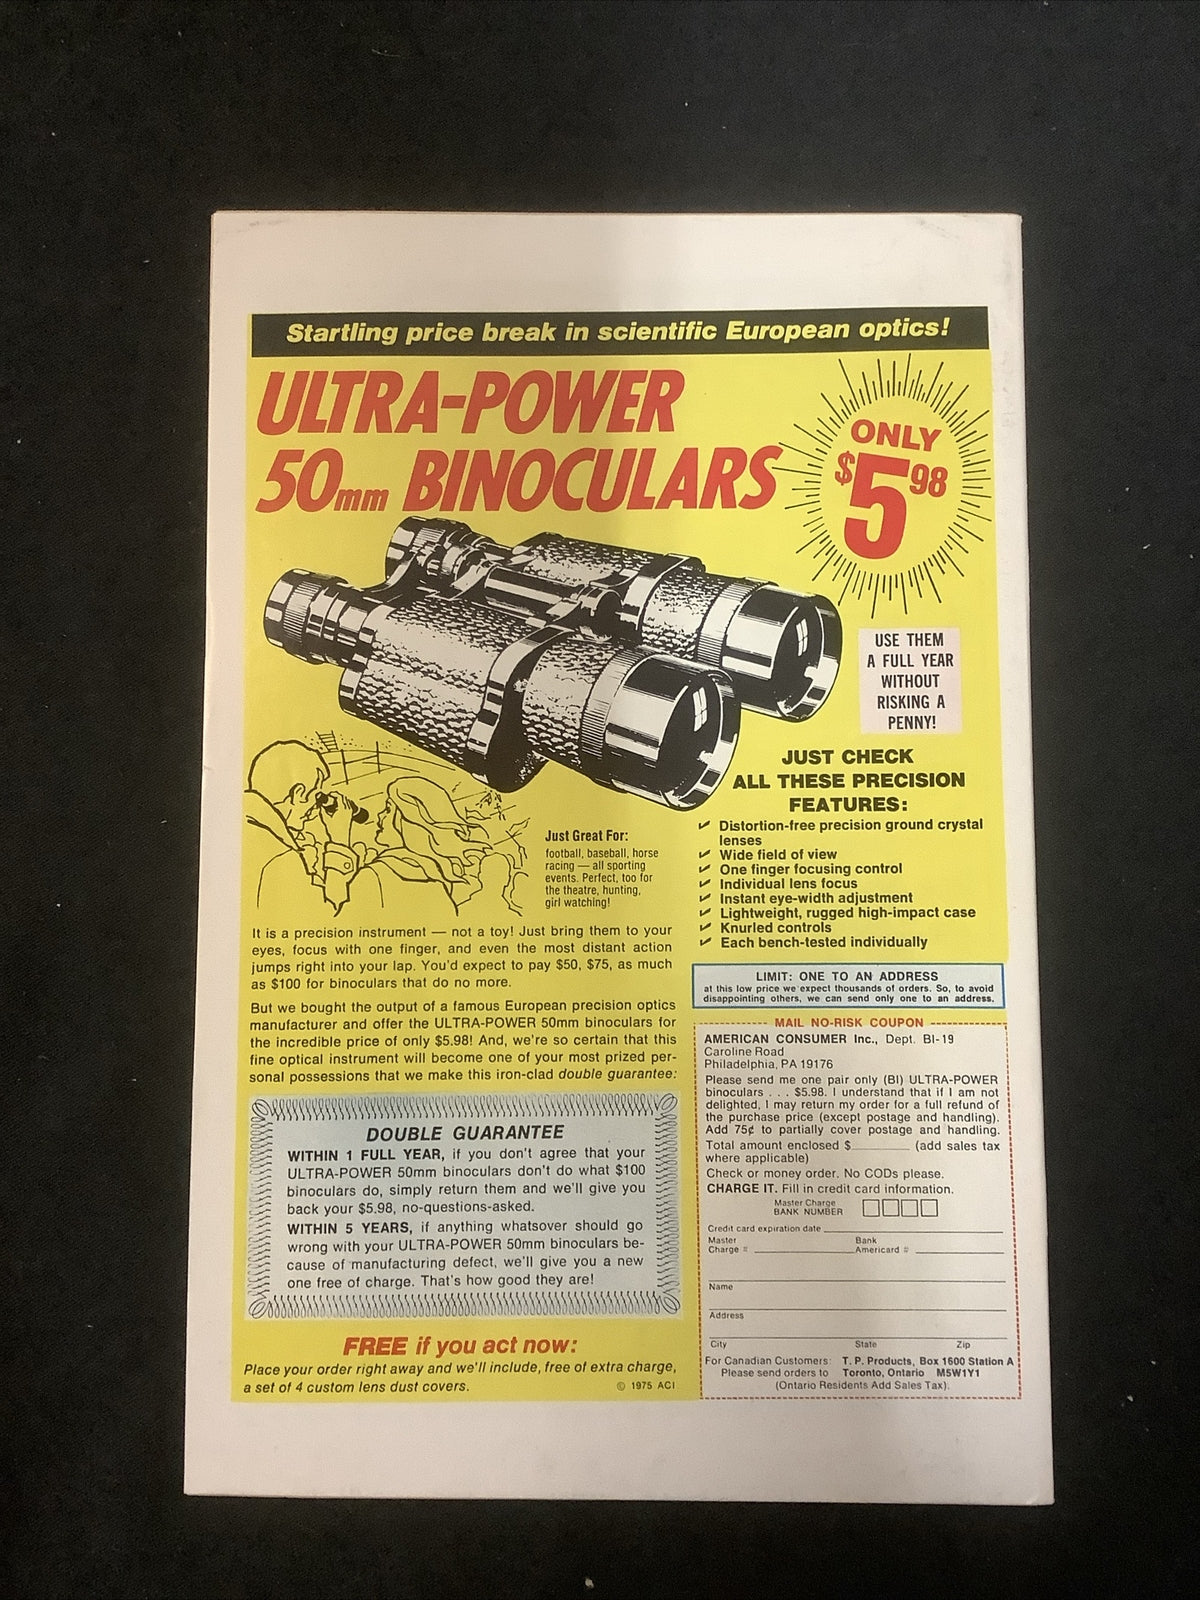 Startling price break in scientific European optics!
ULTRA-POWER
50mm BINOCULARS
ONLY
$5 98
USE THEM
A FULL YEAR
WITHOUT
RISKING A
PENNY!
JUST CHECK
ALL THESE PRECISION
FEATURES:
✓ Distortion-free precision ground crystal
lenses
✓ Wide field of view
✓ One finger focusing control
✓ Individual lens focus
✓ Instant eye-width adjustment
✓ Lightweight, rugged high-impact case
✓ Knurled controls
✓ Each bench-tested individually
Just Great For:
football, baseball, horse
racing — all sporting
events. Perfect, too for
the theatre, hunting,
girl watching!
It is a precision instrument — not a toy! Just bring them to your
eyes, focus with one finger, and even the most distant action
jumps right into your lap. You'd expect to pay $50, $75, as much
as $100 for binoculars that do no more.
But we bought the output of a famous European precision optics
manufacturer and offer the ULTRA-POWER 50mm binoculars for
the incredible price of only $5.98! And, we're so certain that this
fine optical instrument will become one of your most prized per-
sonal possessions that we make this iron-clad double guarantee:
DOUBLE GUARANTEE
WITHIN 1 FULL YEAR, if you don't agree that your
ULTRA-POWER 50mm binoculars don't do what $100
binoculars do, simply return them and we'll give you
back your $5.98, no-questions-asked.
WITHIN 5 YEARS, if anything whatsover should go
wrong with your ULTRA-POWER 50mm binoculars be-
cause of manufacturing defect, we'll give you a new
one free of charge. That's how good they are!
FREE if you act now:
Place your order right away and we'll include, free of extra charge,
a set of 4 custom lens dust covers.
© 1975 ACI
LIMIT: ONE TO AN ADDRESS
at this low price we expect thousands of orders. So, to avoid
disappointing others, we can send only one to an address.
MAIL NO-RISK COUPON
AMERICAN CONSUMER Inc., Dept. BI-19
Caroline Road
Philadelphia, PA 19176
Please send me one pair only (BI) ULTRA-POWER
binoculars . . . $5.98. I understand that if I am not
delighted, I may return my order for a full refund of
the purchase price (except postage and handling).
Add 75¢ to partially cover postage and handling.
Total amount enclosed $ (add sales tax
where applicable)
Check or money order. No CODs please.
CHARGE IT. Fill in credit card information.
Master Charge
BANK NUMBER
Credit card expiration date
Master Bank
Charge # Americard #
Name
Address
City State Zip
For Canadian Customers: T. P. Products, Box 1600 Station A
Please send orders to Toronto, Ontario M5W1Y1
(Ontario Residents Add Sales Tax).